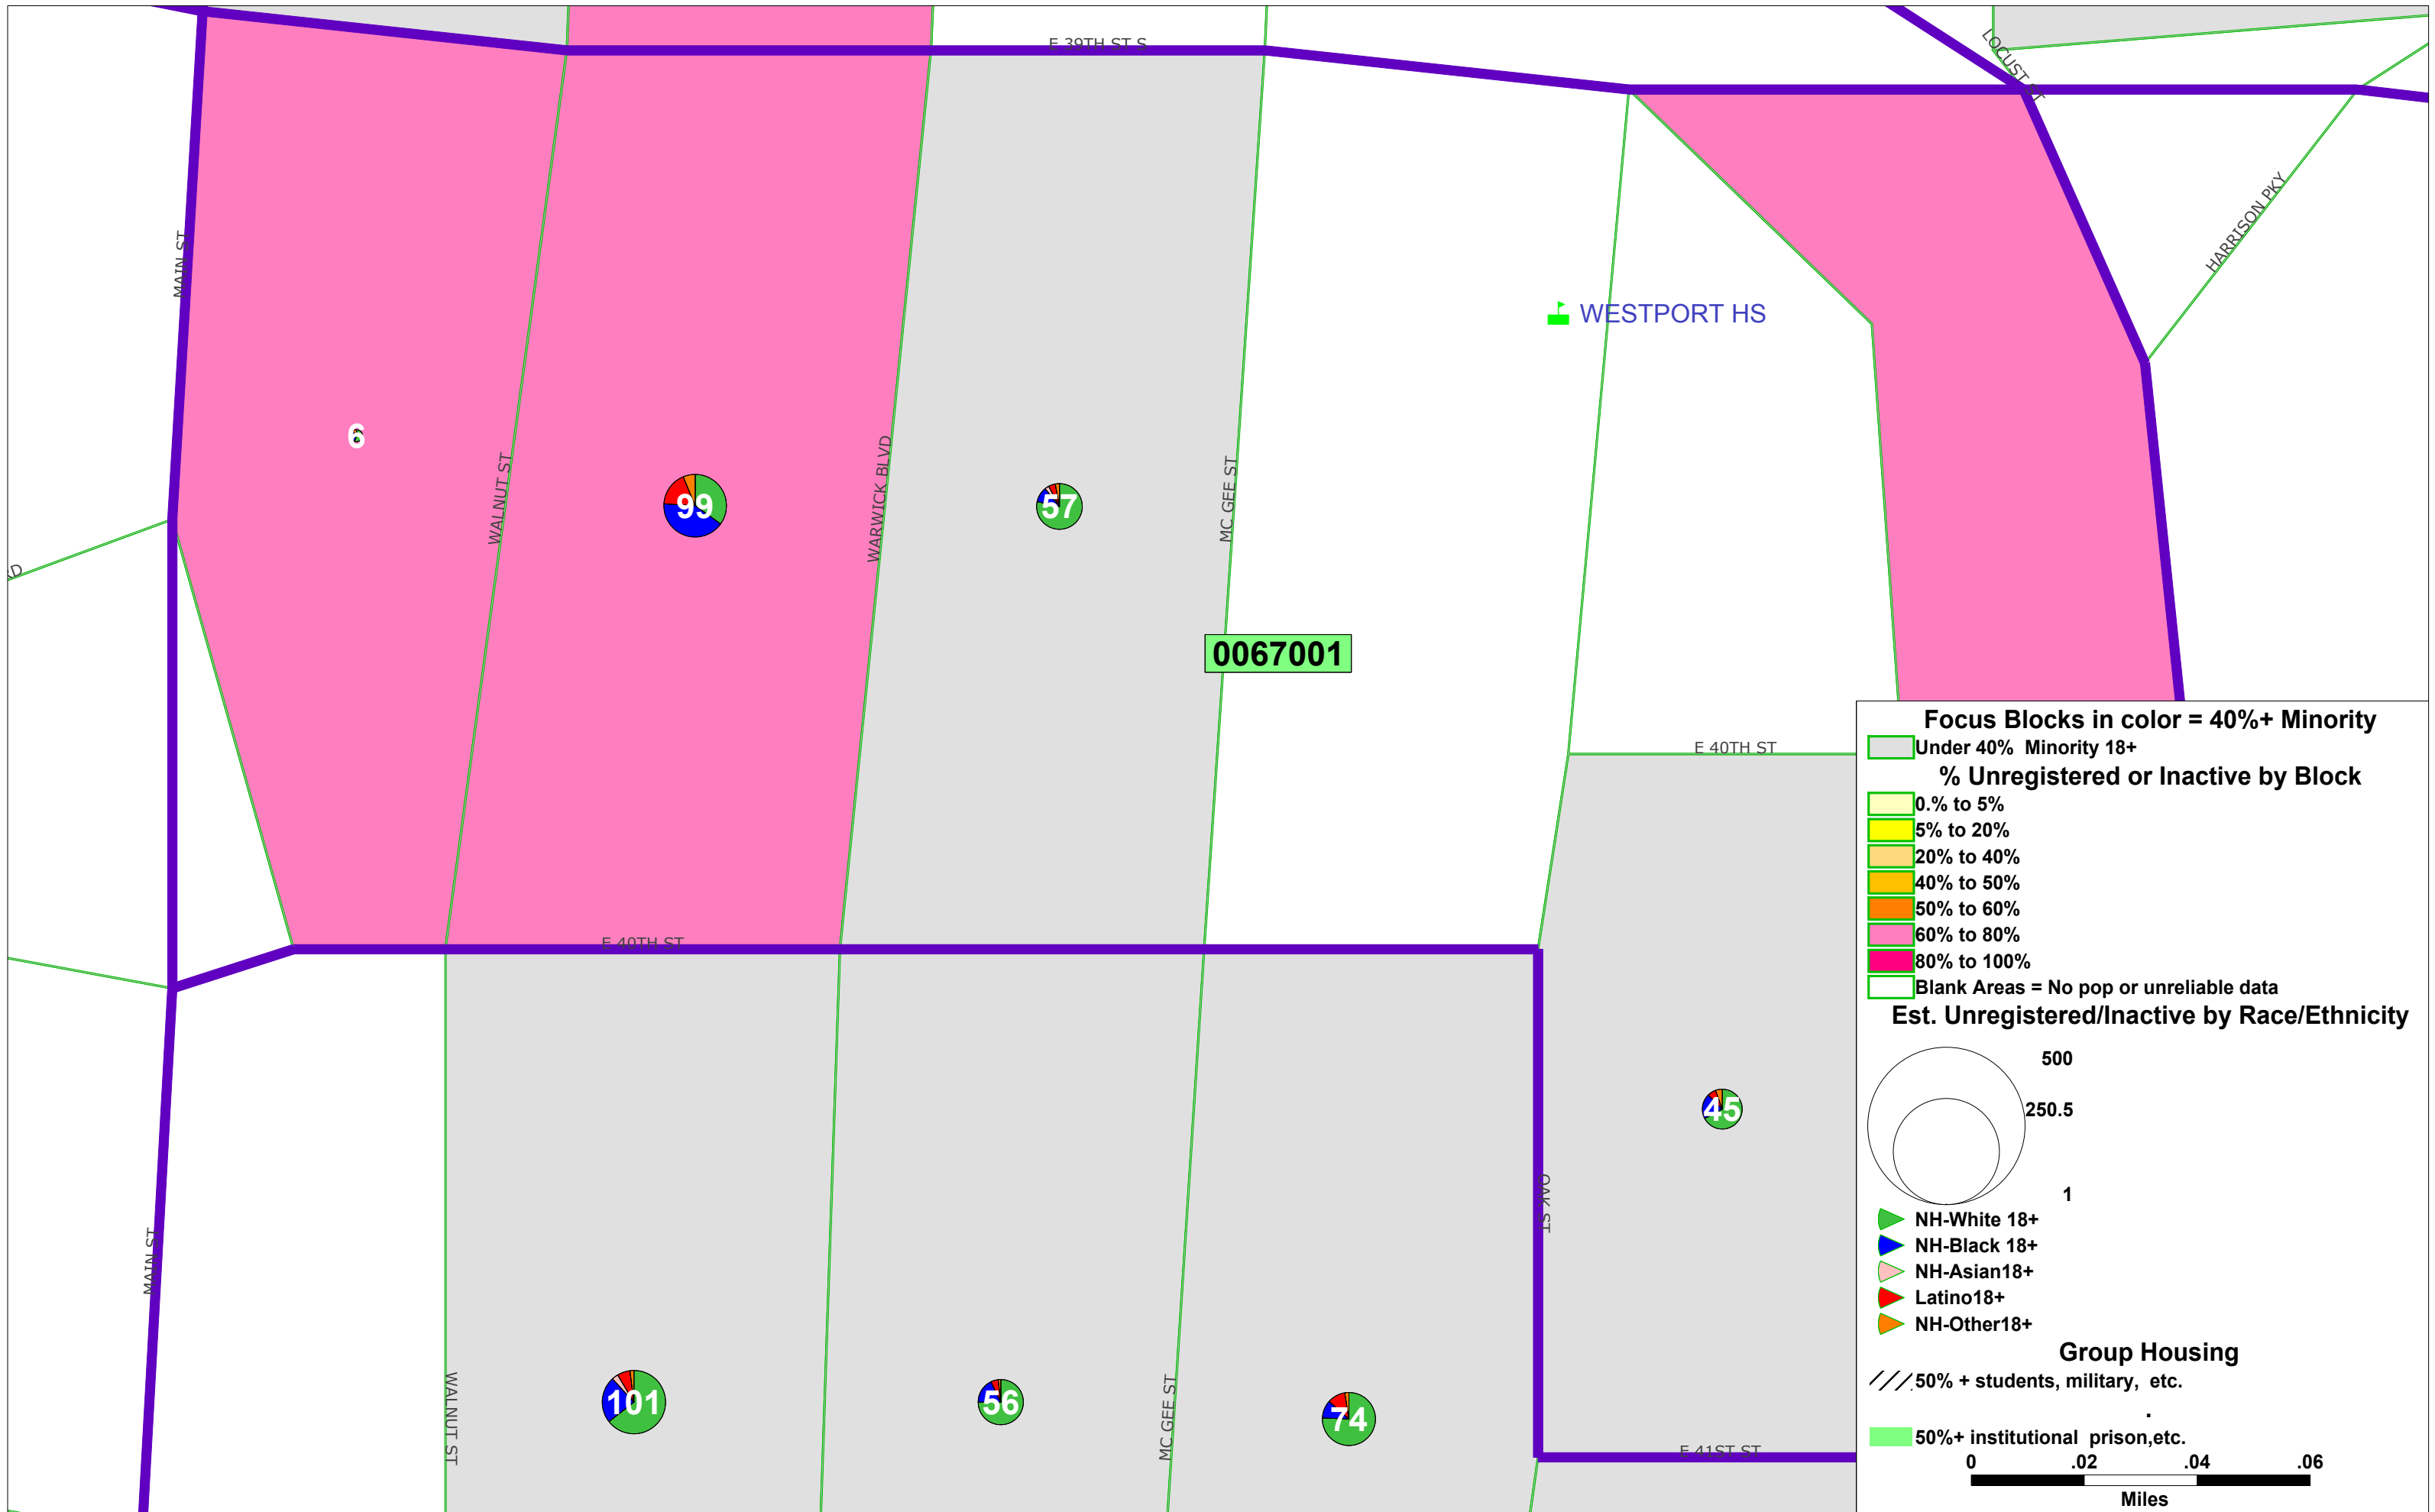 E 39TH ST S
LOCUST ST
HARRISON PKY
MAIN ST
WESTPORT HS
6
WALNUT ST
99
WARWICK BLVD
57
MC GEE ST
RD
0067001
E 40TH ST
E 40TH ST
45
OAK ST
MAIN ST
WALNUT ST
101
56
MC GEE ST
74
E 41ST ST
Focus Blocks in color = 40%+ Minority
Under 40% Minority 18+
% Unregistered or Inactive by Block
0.% to 5%
5% to 20%
20% to 40%
40% to 50%
50% to 60%
60% to 80%
80% to 100%
Blank Areas = No pop or unreliable data
Est. Unregistered/Inactive by Race/Ethnicity
500
250.5
1
NH-White 18+
NH-Black 18+
NH-Asian18+
Latino18+
NH-Other18+
Group Housing
50% + students, military, etc.
.
50%+ institutional prison,etc.
0 .02 .04 .06
Miles